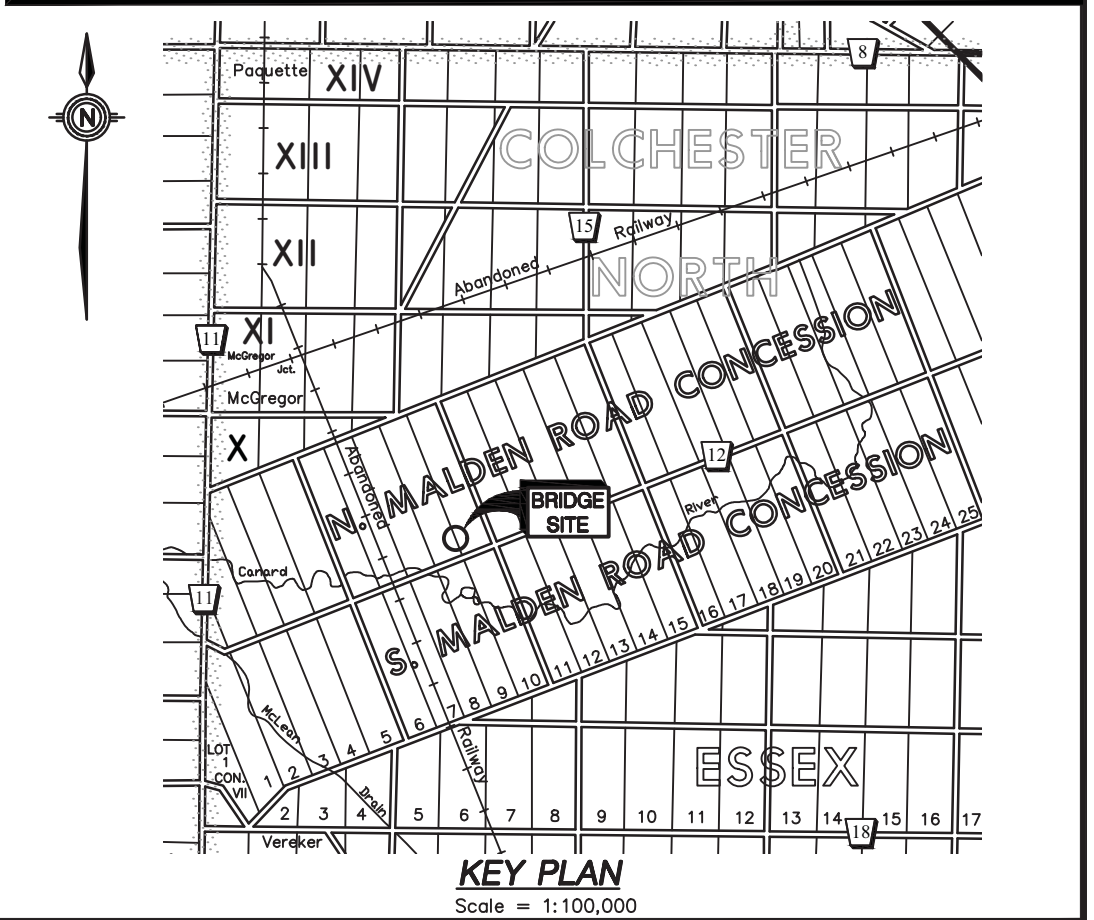 8
Paquette
XIV
N
COLCHESTER
XIII
15
Railway
XII
Abandoned
NORTH
11
XI
McGregor
Jct.
McGregor
N. MALDEN ROAD CONCESSION
X
Abandoned
12
BRIDGE
SITE
River
S. MALDEN ROAD CONCESSION
Canard
11
1 2 3 4 5 6 7 8 9 10 11 12 13 14 15 16 17 18 19 20 21 22 23 24 25
McLean
Drain
Railway
LOT
1
CON.
VII
ESSEX
2 3 4 5 6 7 8 9 10 11 12 13 14 15 16 17
18
Vereker
KEY PLAN
Scale = 1:100,000